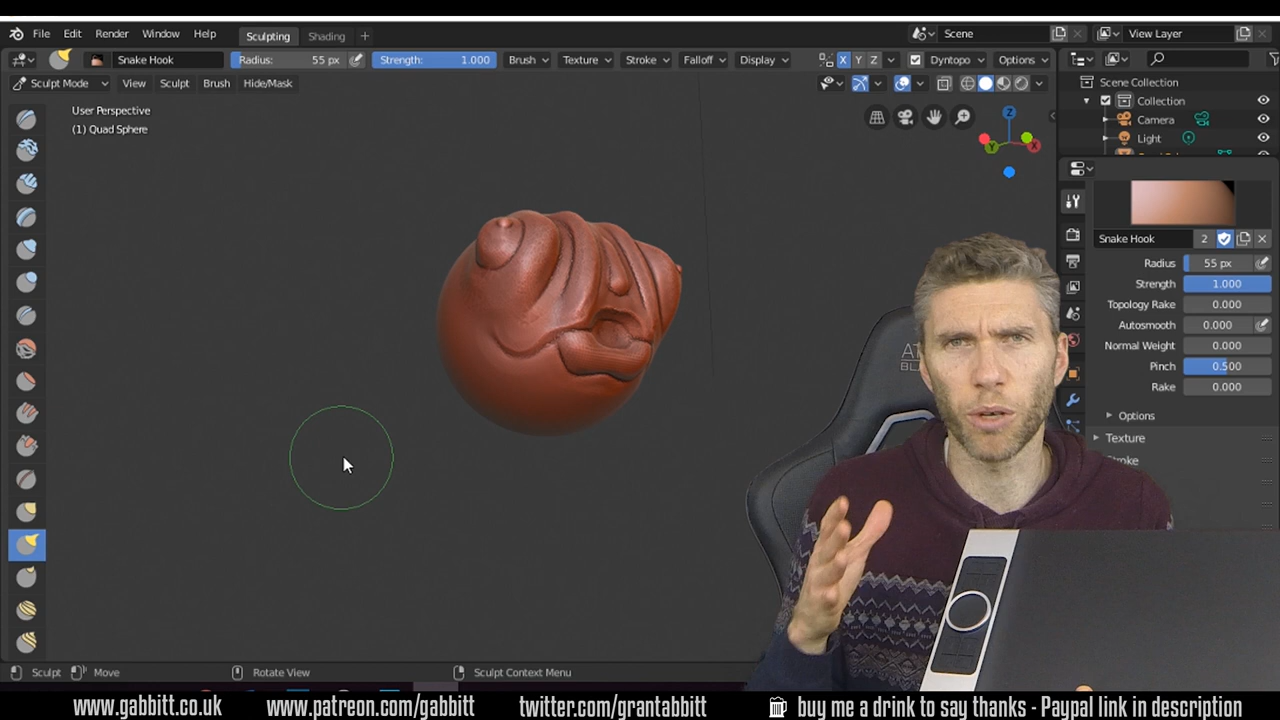 File Edit Render Window Help Sculpting Shading + Scene View Layer
Snake Hook Radius: 55 px Strength: 1.000 Brush Texture Stroke Falloff Display X Y Z Dyntopo Options
Sculpt Mode View Sculpt Brush Hide/Mask
Scene Collection
Collection
Camera
Light
User Perspective
(1) Quad Sphere
Z
Y
X
Snake Hook 2
Radius 55 px
Strength 1.000
Topology Rake 0.000
Autosmooth 0.000
Normal Weight 0.000
Pinch 0.500
Rake 0.000
Options
Texture
Stroke
Sculpt Move Rotate View Sculpt Context Menu
www.gabbitt.co.uk www.patreon.com/gabbitt twitter.com/grantabbitt buy me a drink to say thanks - Paypal link in description